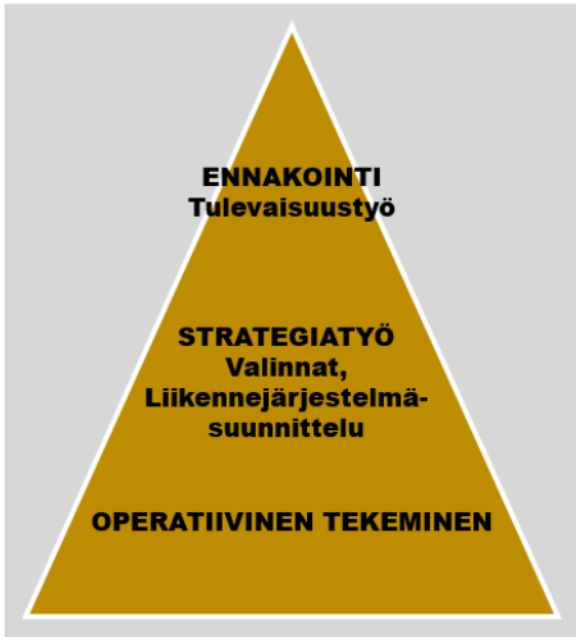 ENNAKOINTI
Tulevaisuustyö
STRATEGIATYÖ
Valinnat,
Liikennejärjestelmä-
suunnittelu
OPERATIIVINEN TEKEMINEN